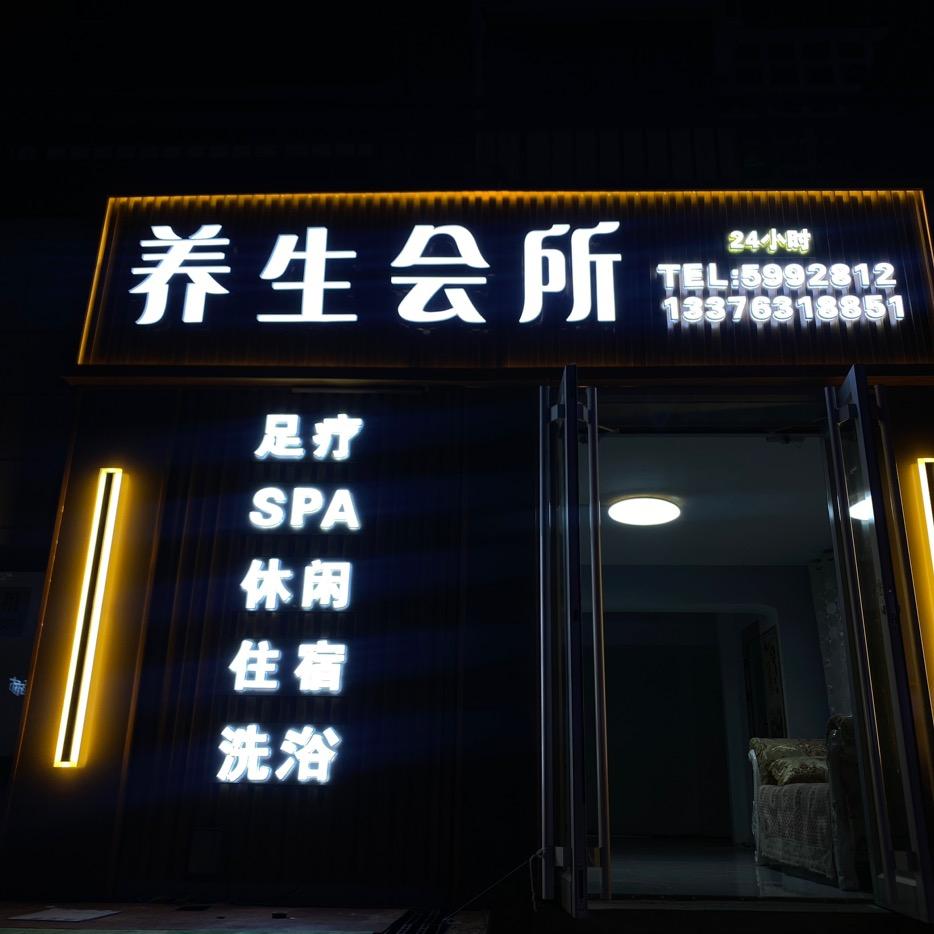 养生会所
24小时
TEL:5992812
13376318851
足疗
SPA
休闲
住宿
洗浴